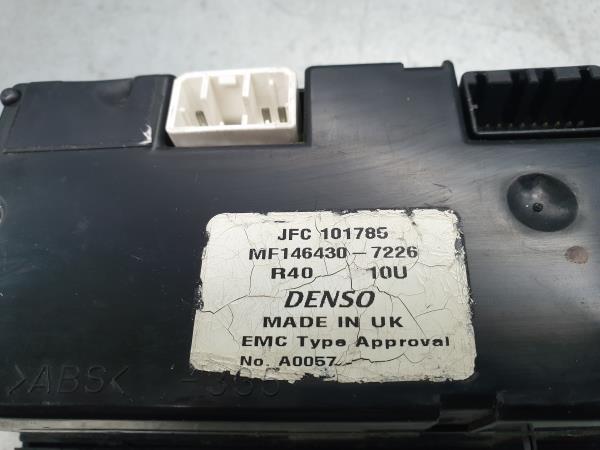 JFC 101785
MF146430-7226
R40 10U
DENSO
MADE IN UK
EMC Type Approval
No. A0057
>ABS<